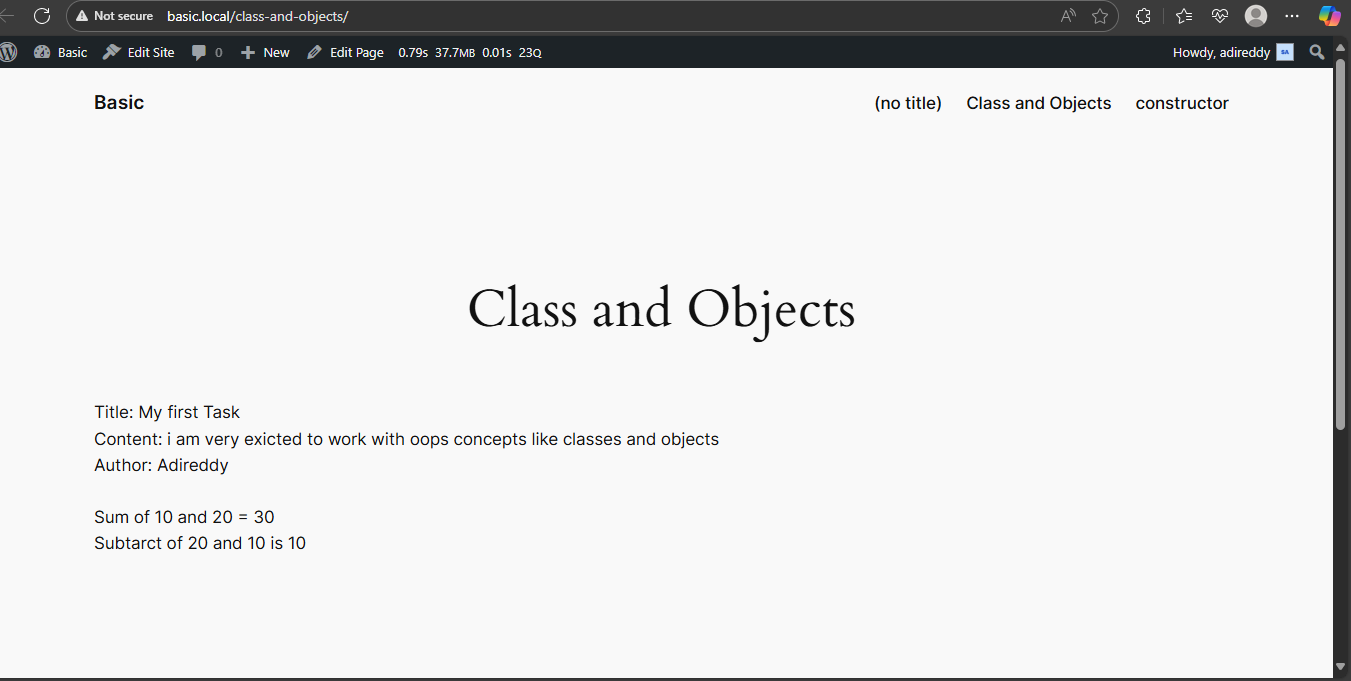 Not secure basic.local/class-and-objects/
Basic Edit Site 0 New Edit Page 0.79s 37.7MB 0.01s 23Q Howdy, adireddy SA
Basic (no title) Class and Objects constructor
Class and Objects
Title: My first Task
Content: i am very exicted to work with oops concepts like classes and objects
Author: Adireddy
Sum of 10 and 20 = 30
Subtarct of 20 and 10 is 10